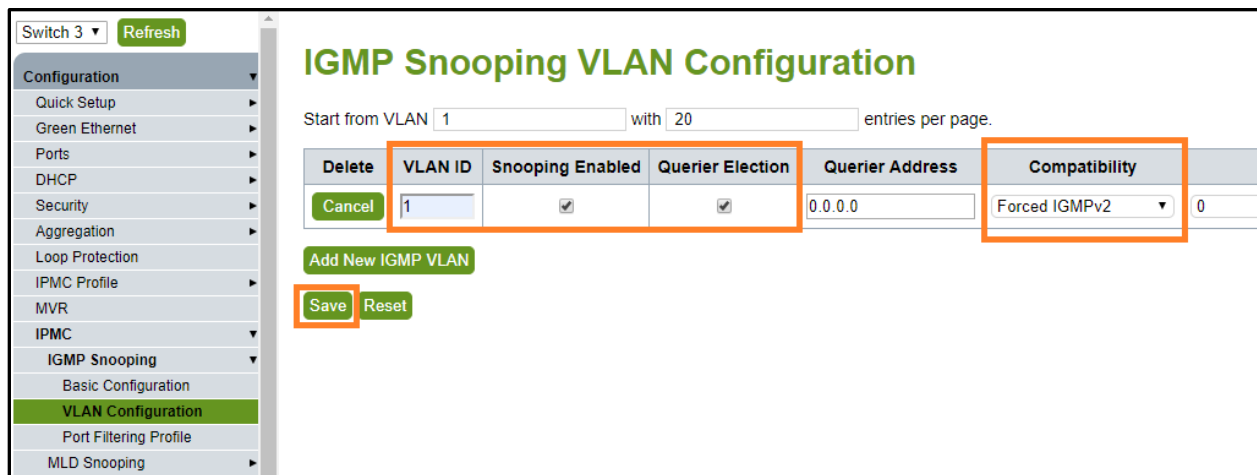 Switch 3 Refresh
Configuration
Quick Setup
Green Ethernet
Ports
DHCP
Security
Aggregation
Loop Protection
IPMC Profile
MVR
IPMC
IGMP Snooping
Basic Configuration
VLAN Configuration
Port Filtering Profile
MLD Snooping
IGMP Snooping VLAN Configuration
Start from VLAN 1 with 20 entries per page.
Delete VLAN ID Snooping Enabled Querier Election Querier Address Compatibility
Cancel 1 0.0.0.0 Forced IGMPv2 0
Add New IGMP VLAN
Save Reset